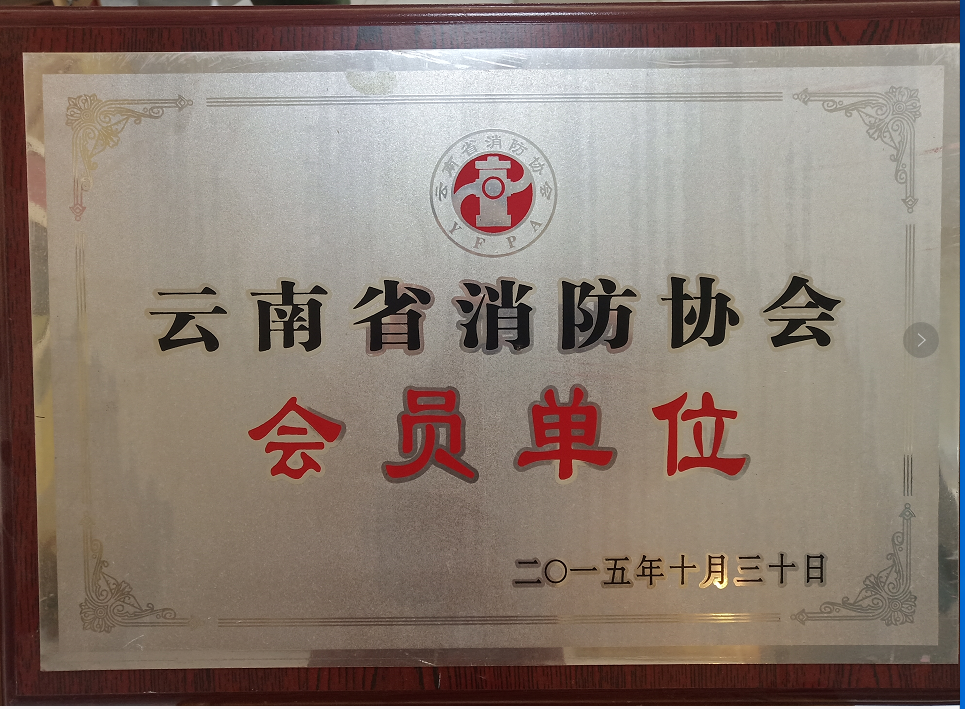 云南省消防协会
YFPA
云南省消防协会
会员单位
二〇一五年十月三十日